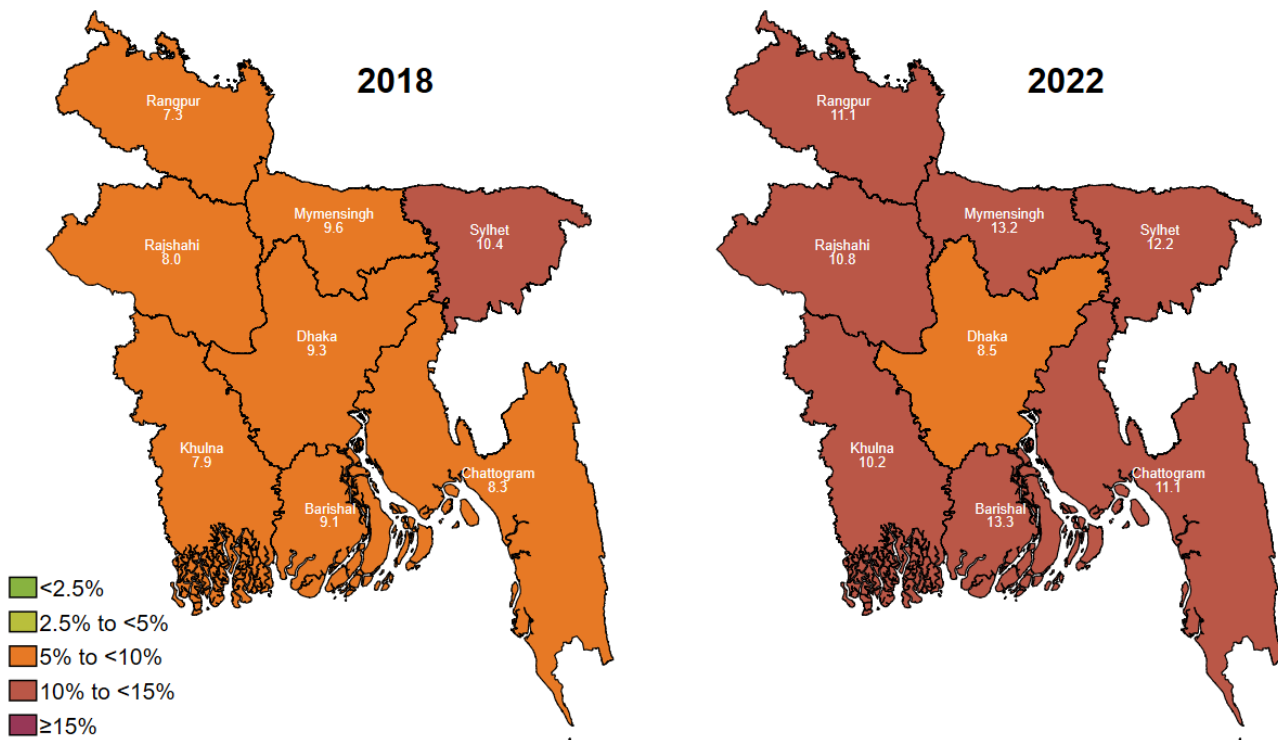 2018
Rangpur
7.3
Mymensingh
9.6
Sylhet
10.4
Rajshahi
8.0
Dhaka
9.3
Khulna
7.9
Chattogram
8.3
Barishal
9.1
<2.5%
2.5% to <5%
5% to <10%
10% to <15%
≥15%
2022
Rangpur
11.1
Mymensingh
13.2
Sylhet
12.2
Rajshahi
10.8
Dhaka
8.5
Khulna
10.2
Chattogram
11.1
Barishal
13.3